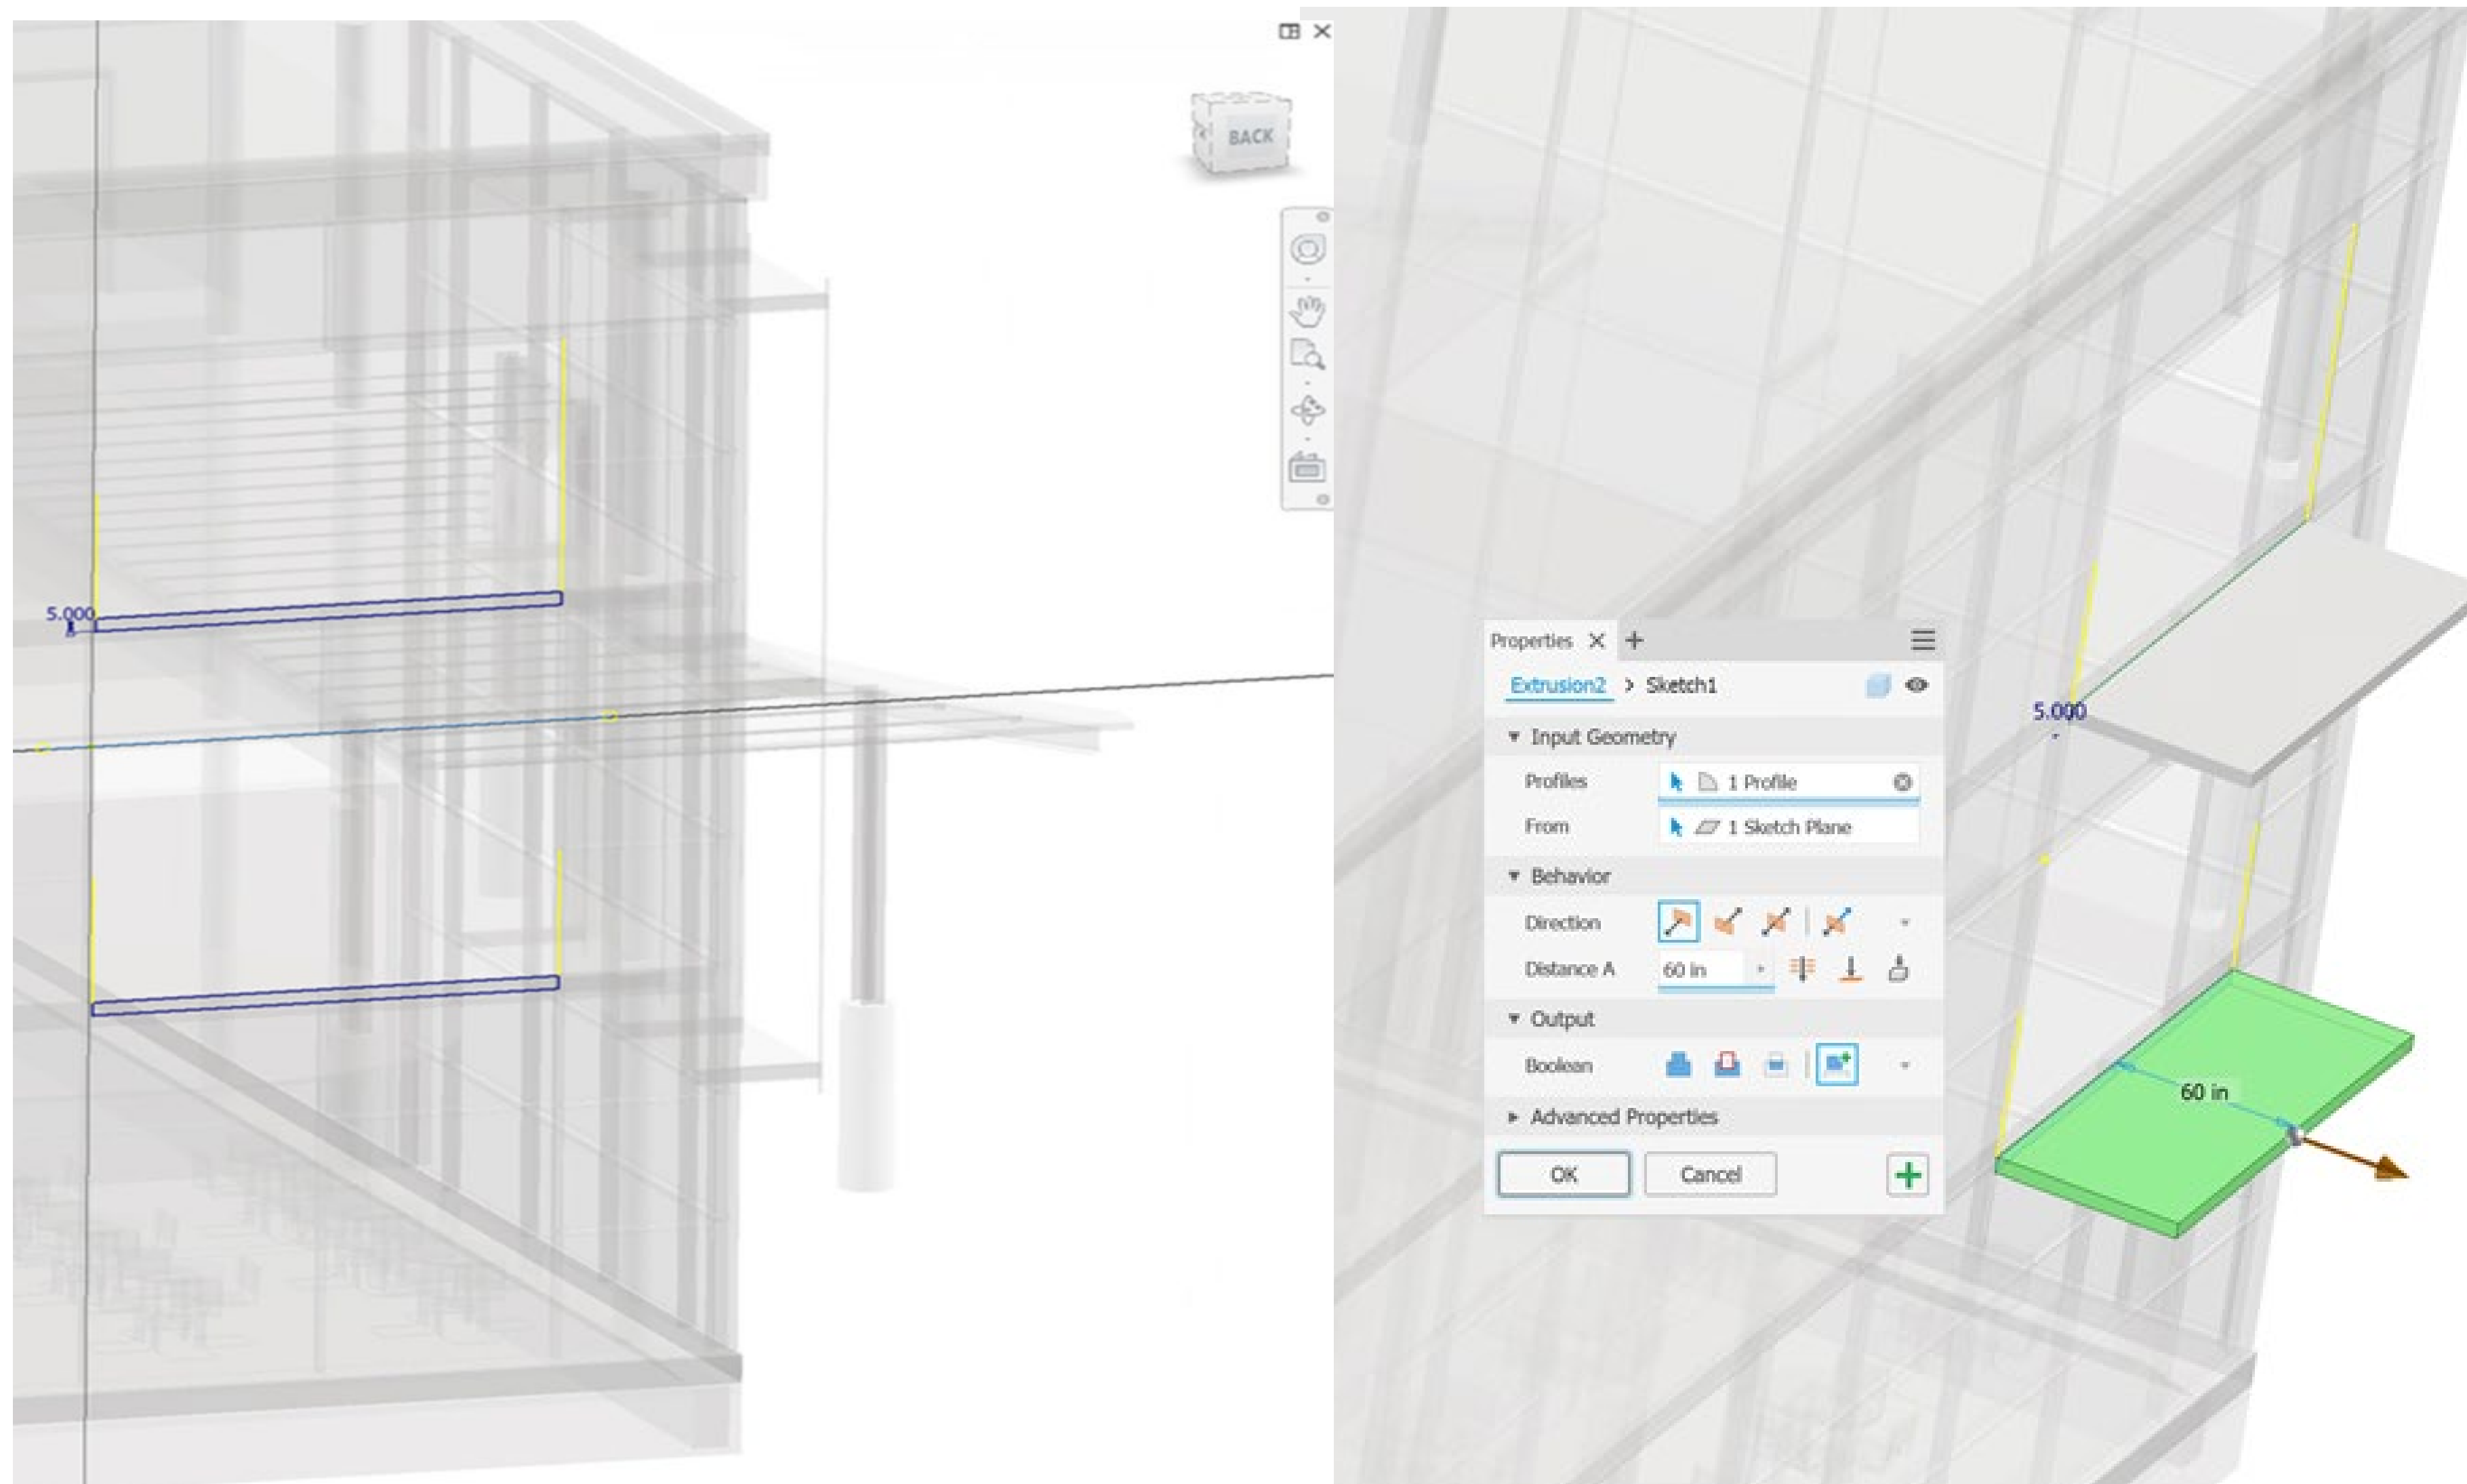 BACK
5.000
Properties
Extrusion2 > Sketch1
Input Geometry
Profiles 1 Profile
From 1 Sketch Plane
Behavior
Direction
Distance A 60 in
Output
Boolean
Advanced Properties
OK Cancel
5.000
60 in